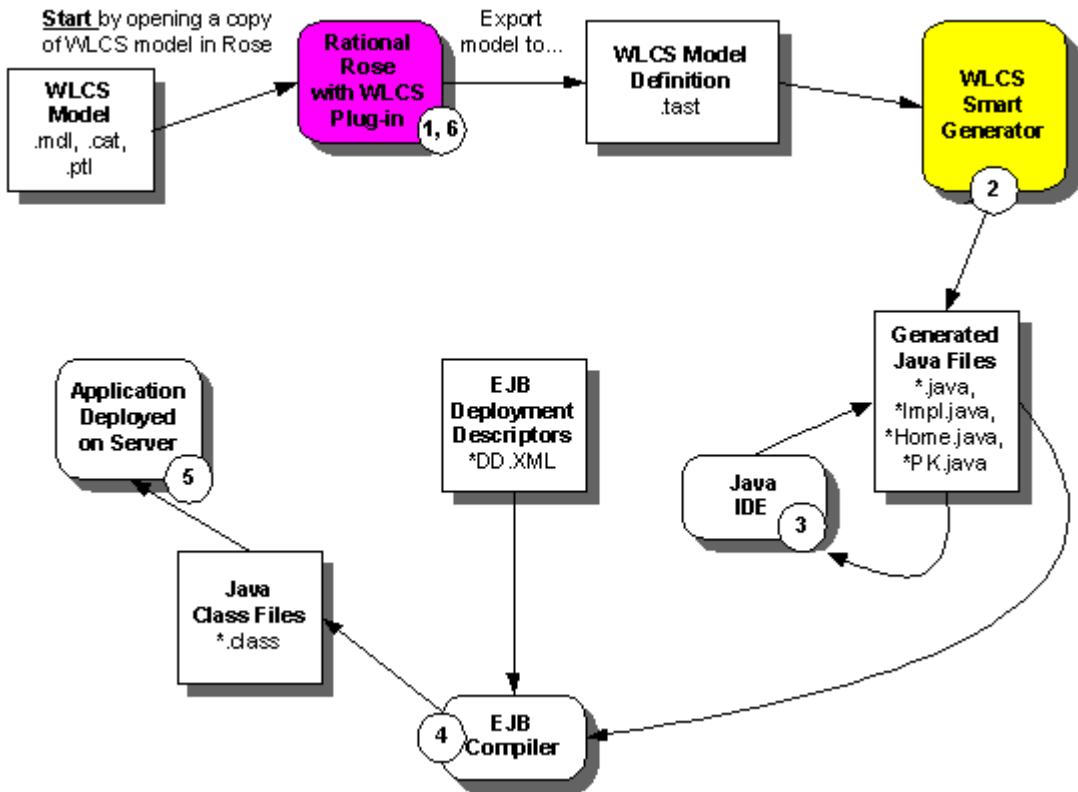 Start by opening a copy
of WLCS model in Rose
WLCS
Model
.mdl, .cat,
.ptl
Rational
Rose
with WLCS
Plug-in
1, 6
Export
model to...
WLCS Model
Definition
.tast
WLCS
Smart
Generator
2
Generated
Java Files
*.java,
*Impl.java,
*Home.java,
*PK.java
Java
IDE
3
EJB
Deployment
Descriptors
*DD.XML
EJB
Compiler
4
Java
Class Files
*.class
Application
Deployed
on Server
5